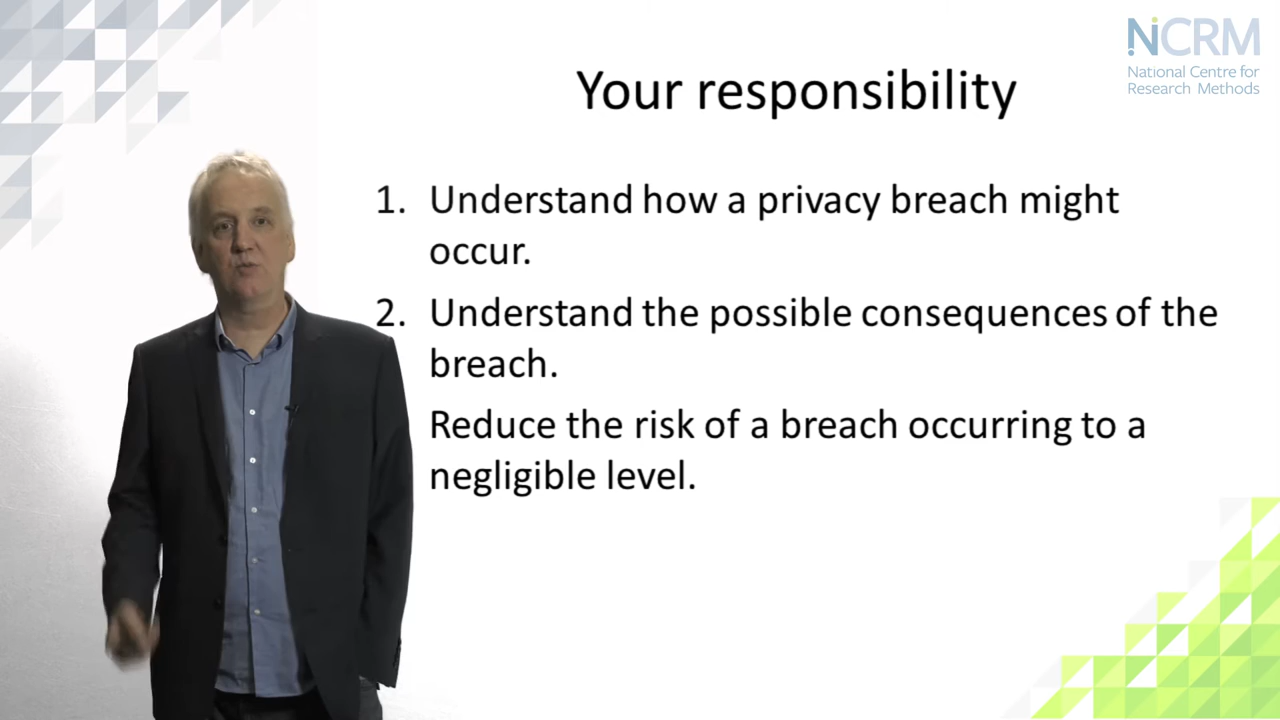 NCRM
National Centre for
Research Methods
Your responsibility
1. Understand how a privacy breach might
occur.
2. Understand the possible consequences of the
breach.
Reduce the risk of a breach occurring to a
negligible level.